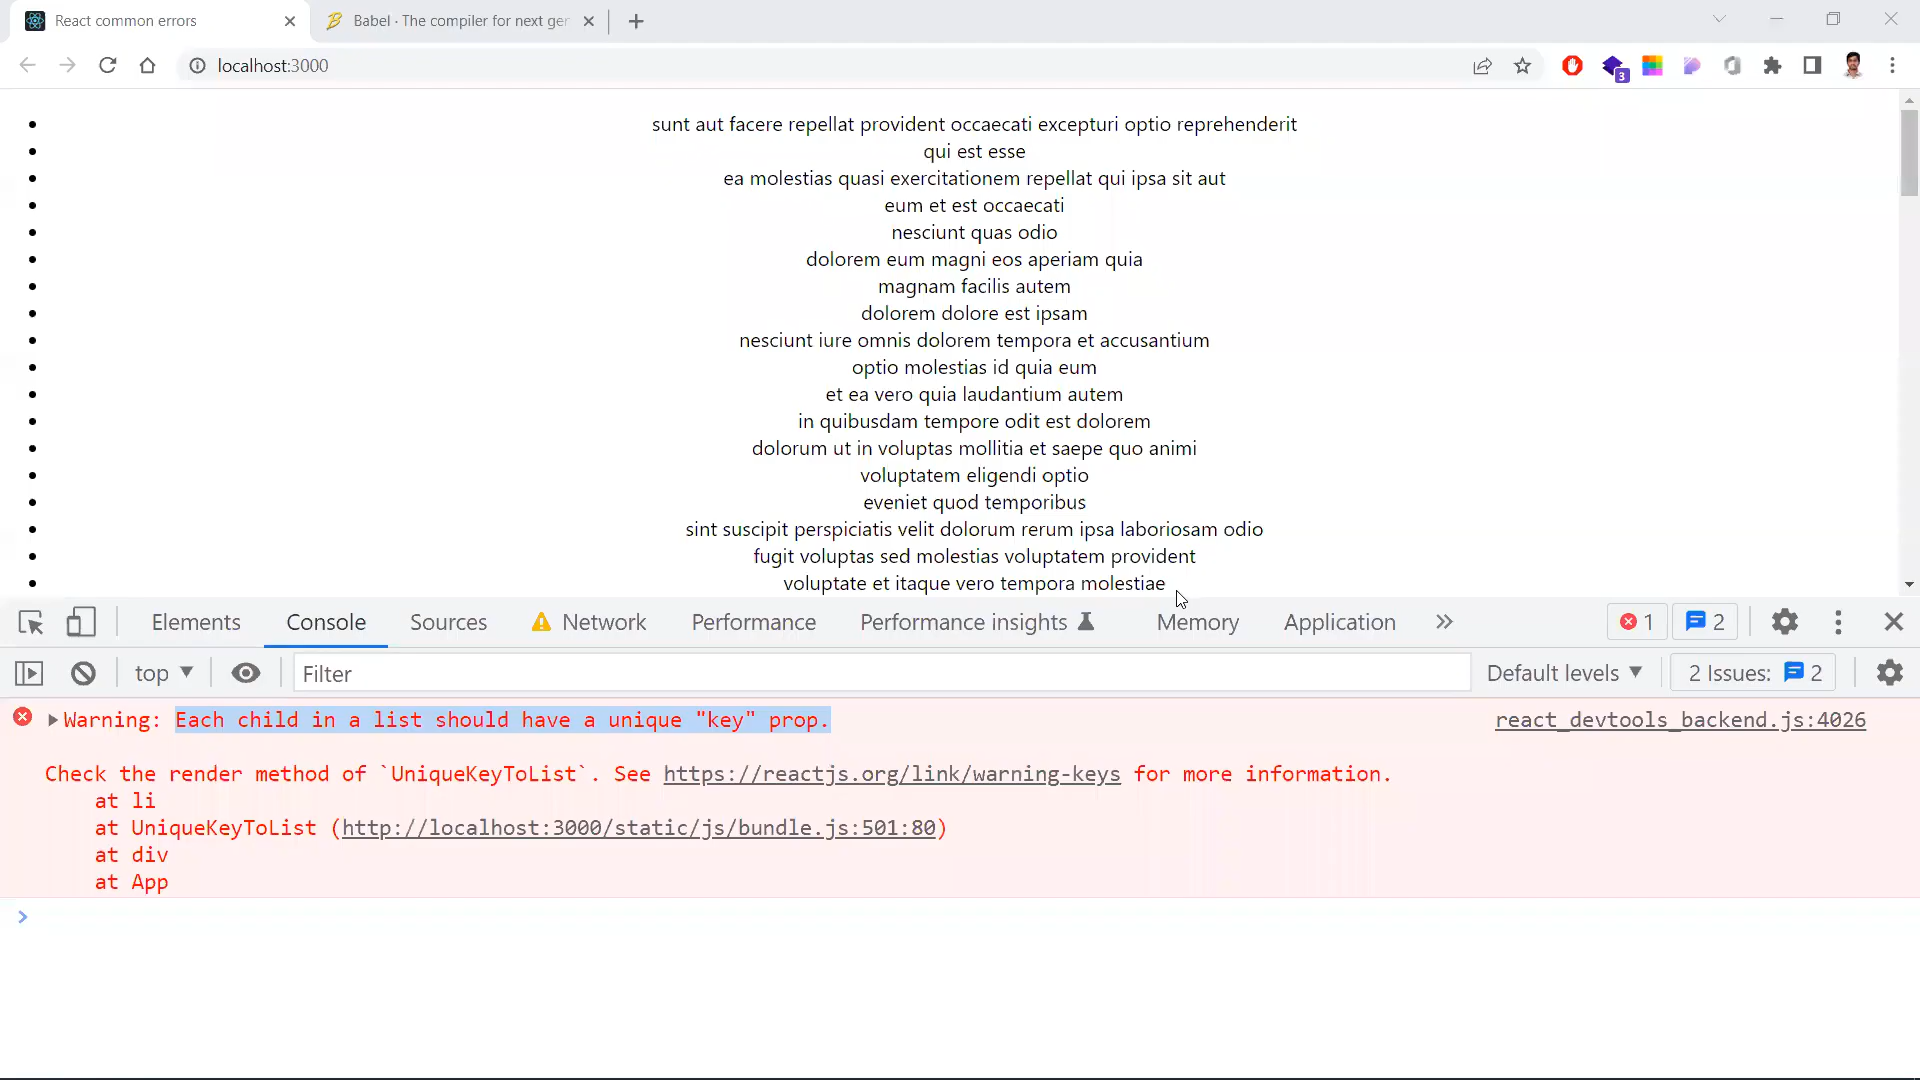 React common errors
Babel · The compiler for next gen
localhost:3000
3
sunt aut facere repellat provident occaecati excepturi optio reprehenderit
qui est esse
ea molestias quasi exercitationem repellat qui ipsa sit aut
eum et est occaecati
nesciunt quas odio
dolorem eum magni eos aperiam quia
magnam facilis autem
dolorem dolore est ipsam
nesciunt iure omnis dolorem tempora et accusantium
optio molestias id quia eum
et ea vero quia laudantium autem
in quibusdam tempore odit est dolorem
dolorum ut in voluptas mollitia et saepe quo animi
voluptatem eligendi optio
eveniet quod temporibus
sint suscipit perspiciatis velit dolorum rerum ipsa laboriosam odio
fugit voluptas sed molestias voluptatem provident
voluptate et itaque vero tempora molestiae
Elements Console Sources Network Performance Performance insights Memory Application » 1 2
top Filter Default levels 2 Issues: 2
Warning: Each child in a list should have a unique "key" prop. react_devtools_backend.js:4026
Check the render method of `UniqueKeyToList`. See https://reactjs.org/link/warning-keys for more information.
at li
at UniqueKeyToList (http://localhost:3000/static/js/bundle.js:501:80)
at div
at App